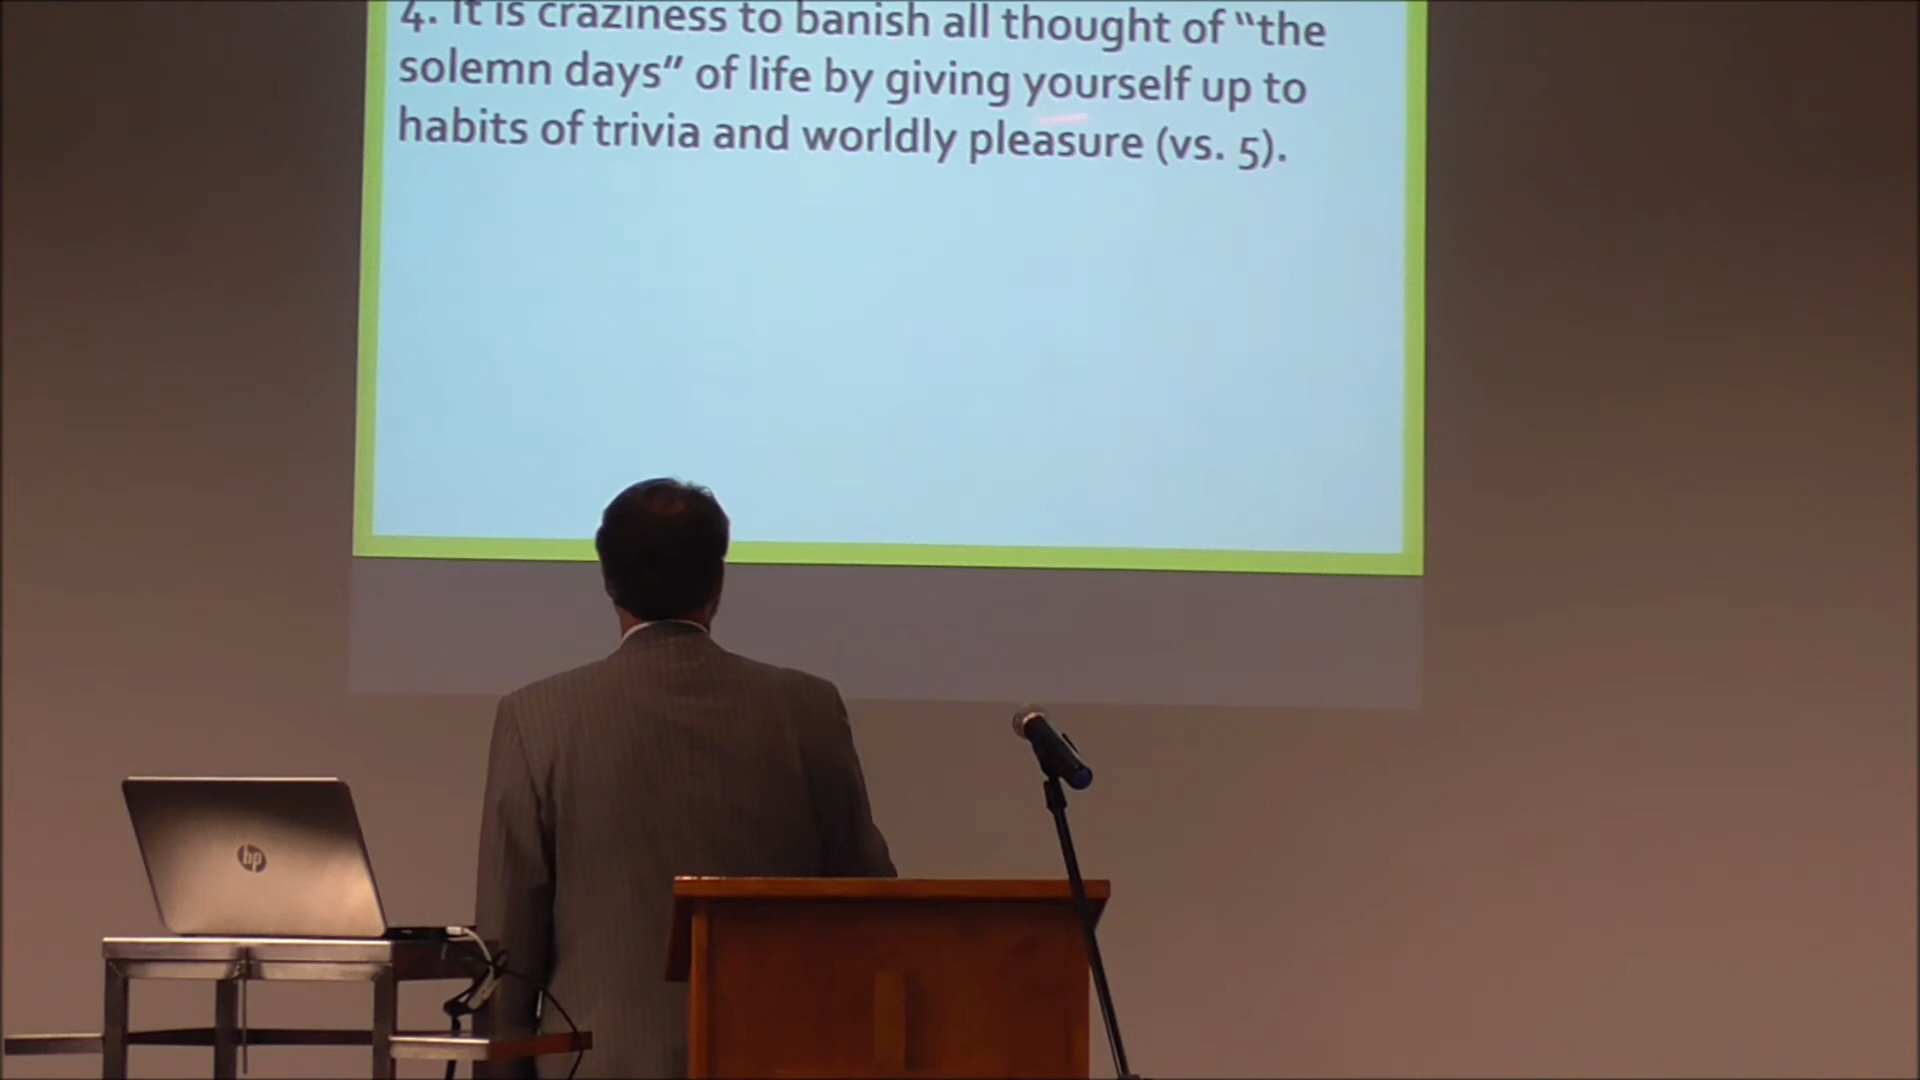 4. It is craziness to banish all thought of "the
solemn days" of life by giving yourself up to
habits of trivia and worldly pleasure (vs. 5).
hp